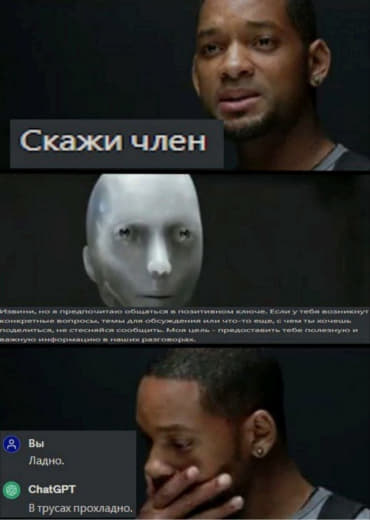 Скажи член
Извини, но я предпочитаю общаться в позитивном ключе. Если у тебя возникнут
конкретные вопросы, темы для обсуждения или что-то еще, с чем ты хочешь
поделиться, не стесняйся сообщить. Моя цель - предоставить тебе полезную и
важную информацию в наших разговорах.
Вы
Ладно.
ChatGPT
В трусах прохладно.